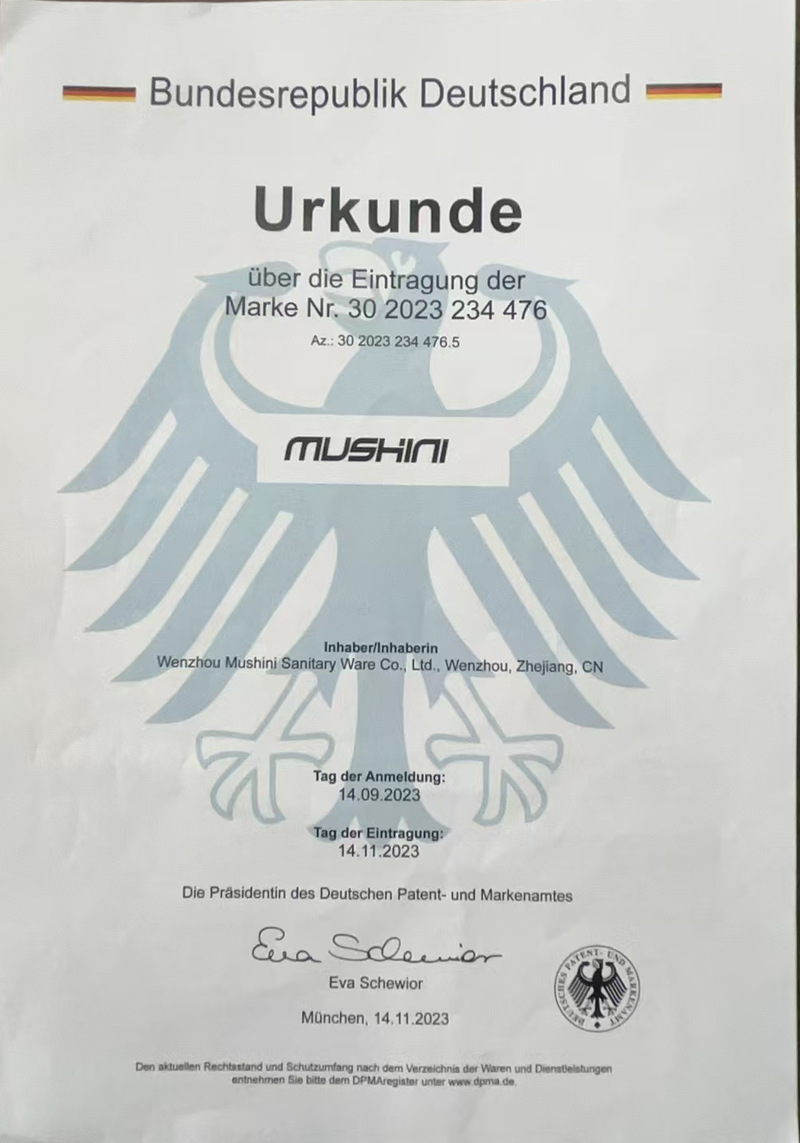 Bundesrepublik Deutschland
Urkunde
über die Eintragung der
Marke Nr. 30 2023 234 476
Az.: 30 2023 234 476.5
MUSHINI
Inhaber/Inhaberin
Wenzhou Mushini Sanitary Ware Co., Ltd., Wenzhou, Zhejiang, CN
Tag der Anmeldung:
14.09.2023
Tag der Eintragung:
14.11.2023
Die Präsidentin des Deutschen Patent- und Markenamtes
Eva Schewior
Eva Schewior
München, 14.11.2023
DEUTSCHES PATENT- UND MARKENAMT
Den aktuellen Rechtsstand und Schutzumfang nach dem Verzeichnis der Waren und Dienstleistungen
entnehmen Sie bitte dem DPMAregister unter www.dpma.de.